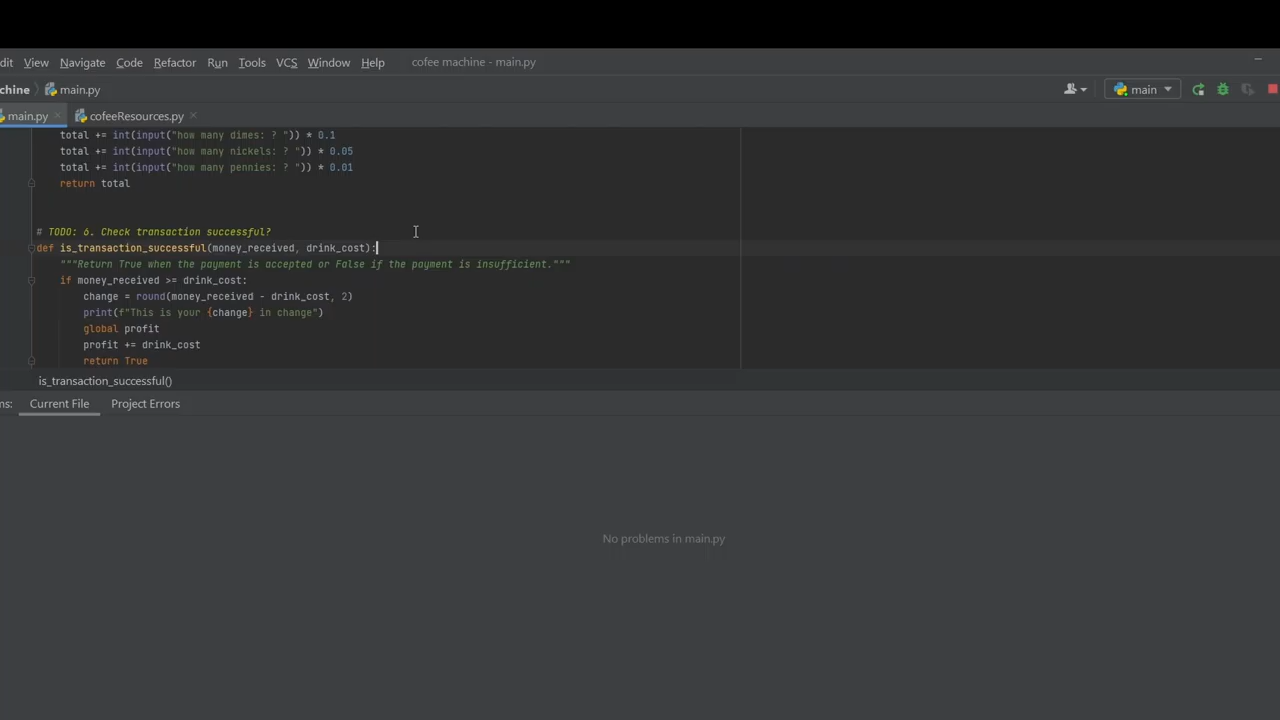 dit View Navigate Code Refactor Run Tools VCS Window Help cofee machine - main.py
chine main.py main
main.py cofeeResources.py
total += int(input("how many dimes: ? ")) * 0.1
total += int(input("how many nickels: ? ")) * 0.05
total += int(input("how many pennies: ? ")) * 0.01
return total
# TODO: 6. Check transaction successful?
def is_transaction_successful(money_received, drink_cost):
"""Return True when the payment is accepted or False if the payment is insufficient."""
if money_received >= drink_cost:
change = round(money_received - drink_cost, 2)
print(f"This is your {change} in change")
global profit
profit += drink_cost
return True
is_transaction_successful()
ms: Current File Project Errors
No problems in main.py